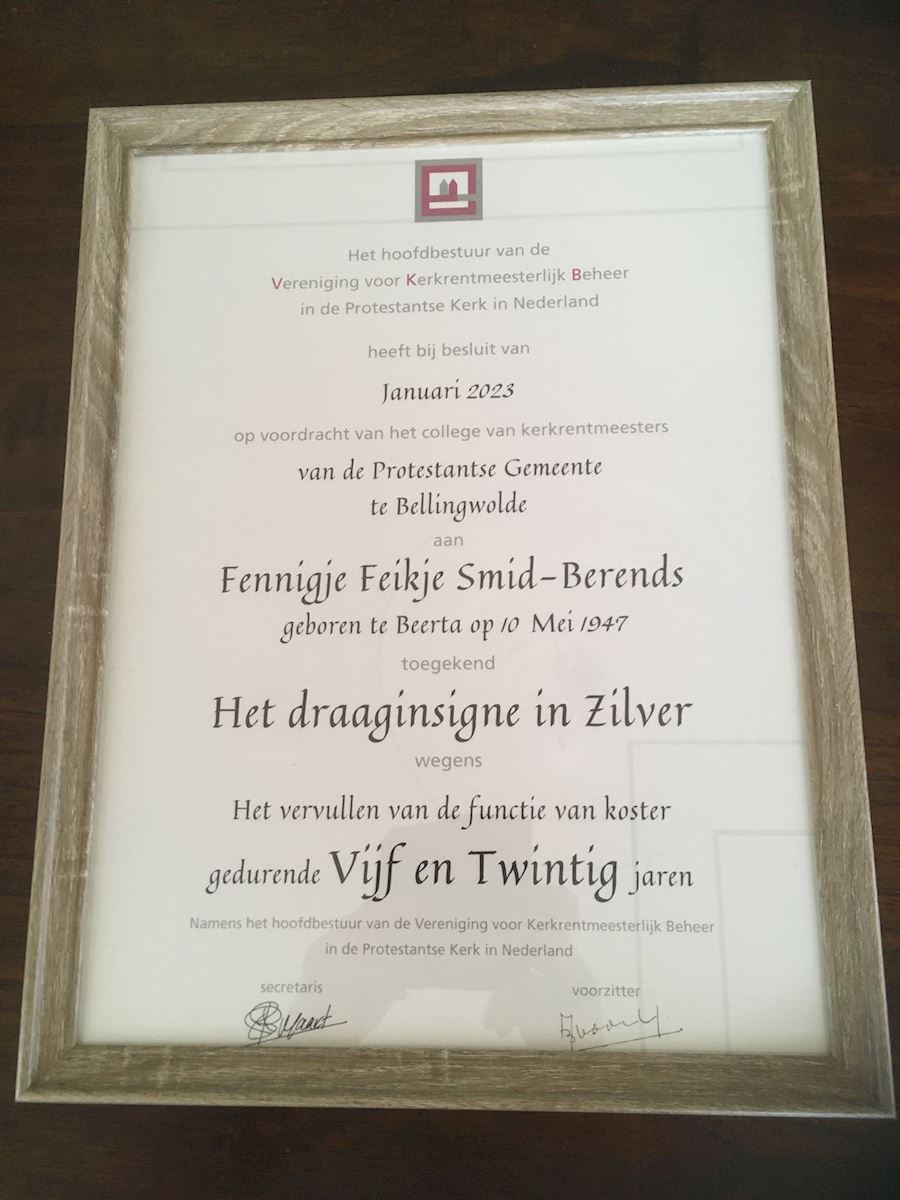 Het hoofdbestuur van de
Vereniging voor Kerkrentmeesterlijk Beheer
in de Protestantse Kerk in Nederland
heeft bij besluit van
Januari 2023
op voordracht van het college van kerkrentmeesters
van de Protestantse Gemeente
te Bellingwolde
aan
Fennigje Feikje Smid-Berends
geboren te Beerta op 10 Mei 1947
toegekend
Het draaginsigne in Zilver
wegens
Het vervullen van de functie van koster
gedurende Vijf en Twintig jaren
Namens het hoofdbestuur van de Vereniging voor Kerkrentmeesterlijk Beheer
in de Protestantse Kerk in Nederland
secretaris
voorzitter